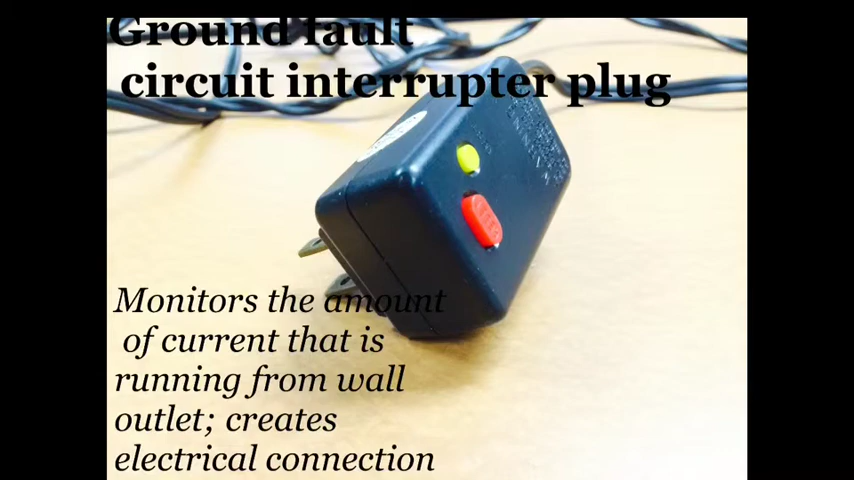 Ground fault
circuit interrupter plug
Monitors the amount
of current that is
running from wall
outlet; creates
electrical connection